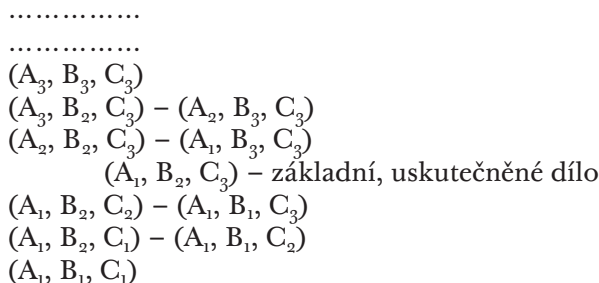 ……………
……………
(A₃, B₃, C₃)
(A₃, B₂, C₃) – (A₂, B₃, C₃)
(A₂, B₂, C₃) – (A₁, B₃, C₃)
(A₁, B₂, C₃) – základní, uskutečněné dílo
(A₁, B₂, C₂) – (A₁, B₁, C₃)
(A₁, B₂, C₁) – (A₁, B₁, C₂)
(A₁, B₁, C₁)